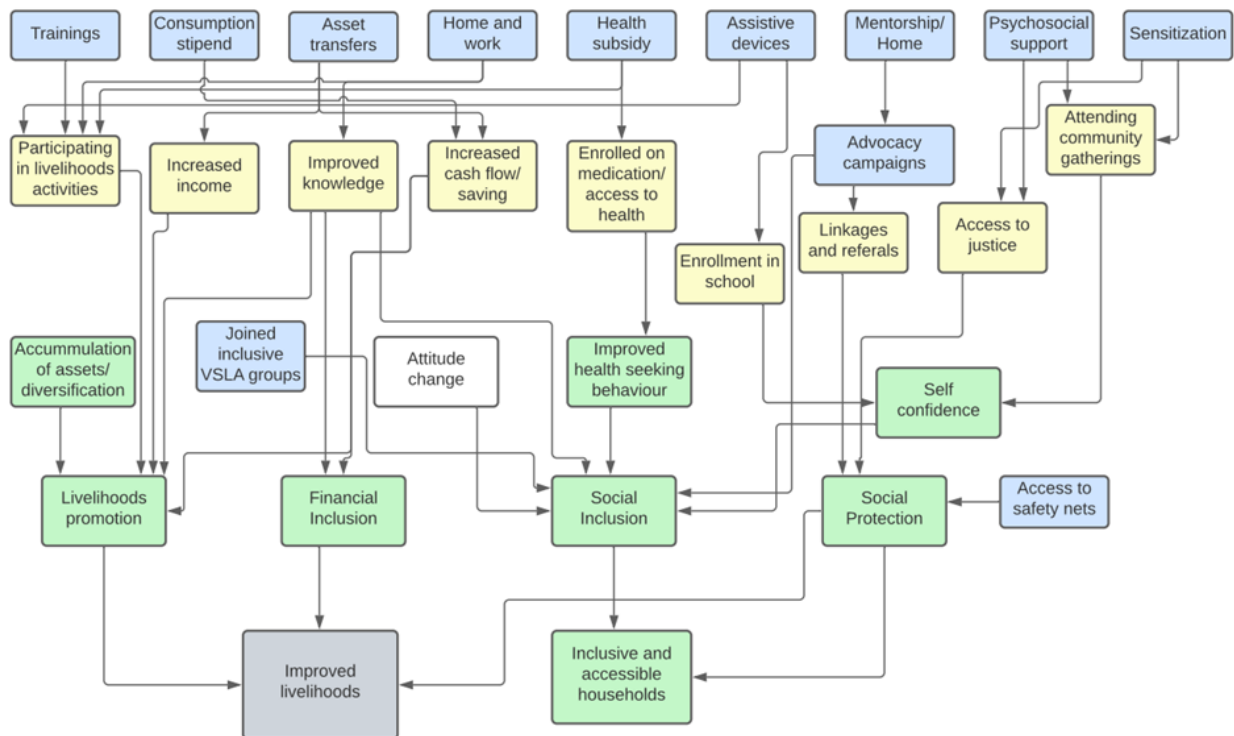 Trainings
Consumption
stipend
Asset
transfers
Home and
work
Health
subsidy
Assistive
devices
Mentorship/
Home
Psychosocial
support
Sensitization
Participating
in livelihoods
activities
Increased
income
Improved
knowledge
Increased
cash flow/
saving
Enrolled on
medication/
access to
health
Advocacy
campaigns
Attending
community
gatherings
Enrollment in
school
Linkages
and referals
Access to
justice
Accummulation
of assets/
diversification
Joined
inclusive
VSLA groups
Attitude
change
Improved
health seeking
behaviour
Self
confidence
Livelihoods
promotion
Financial
Inclusion
Social
Inclusion
Social
Protection
Access to
safety nets
Improved
livelihoods
Inclusive and
accessible
households